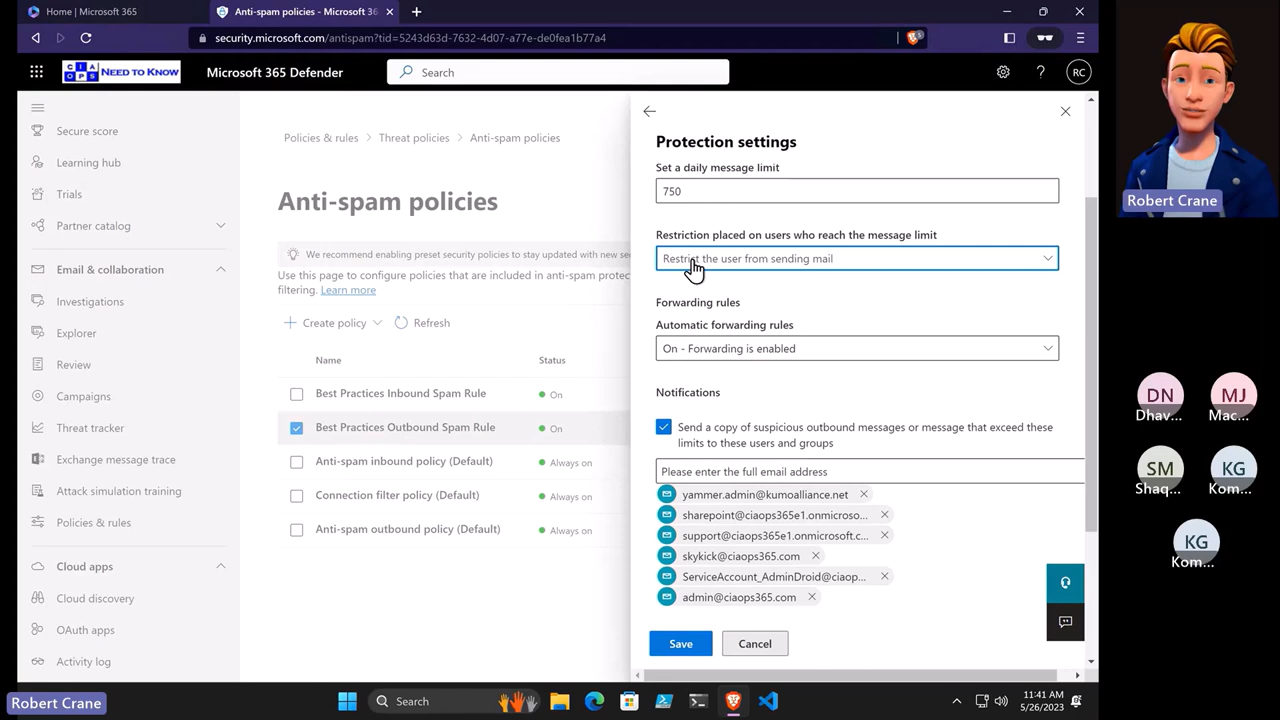 Home | Microsoft 365
Anti-spam policies - Microsoft 36
security.microsoft.com/antispam?tid=5243d63d-7632-4d07-a77e-de0fea1b77a4
CIAOPS
NEED TO KNOW
Microsoft 365 Defender
Search
RC
Secure score
Learning hub
Trials
Partner catalog
Email & collaboration
Investigations
Explorer
Review
Campaigns
Threat tracker
Exchange message trace
Attack simulation training
Policies & rules
Cloud apps
Cloud discovery
OAuth apps
Activity log
Policies & rules > Threat policies > Anti-spam policies
Anti-spam policies
We recommend enabling preset security policies to stay updated with new se
Use this page to configure policies that are included in anti-spam prote
filtering. Learn more
Create policy
Refresh
Name Status
Best Practices Inbound Spam Rule On
Best Practices Outbound Spam Rule On
Anti-spam inbound policy (Default) Always on
Connection filter policy (Default) Always on
Anti-spam outbound policy (Default) Always on
Protection settings
Set a daily message limit
750
Restriction placed on users who reach the message limit
Restrict the user from sending mail
Forwarding rules
Automatic forwarding rules
On - Forwarding is enabled
Notifications
Send a copy of suspicious outbound messages or message that exceed these
limits to these users and groups
Please enter the full email address
yammer.admin@kumoalliance.net
sharepoint@ciaops365e1.onmicroso...
support@ciaops365e1.onmicrosoft.c...
skykick@ciaops365.com
ServiceAccount_AdminDroid@ciaop...
admin@ciaops365.com
Save
Cancel
Robert Crane
DN
Dhav...
MJ
Mac...
SM
Shaq...
KG
Kom...
KG
Kom...
Robert Crane
Search
11:41 AM
5/26/2023